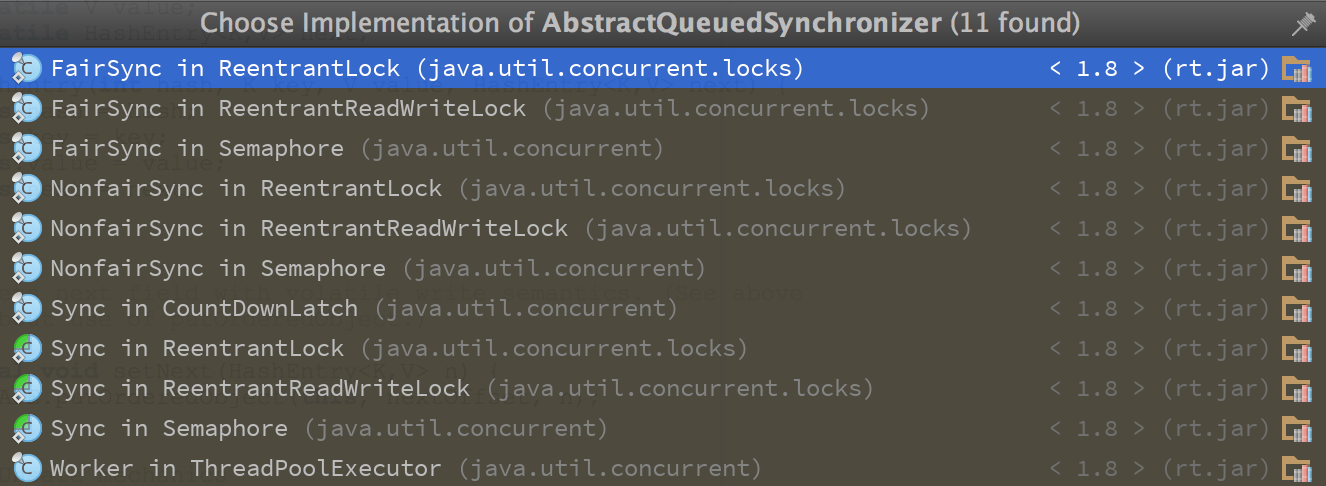 Choose Implementation of AbstractQueuedSynchronizer (11 found)
FairSync in ReentrantLock (java.util.concurrent.locks) < 1.8 > (rt.jar)
FairSync in ReentrantReadWriteLock (java.util.concurrent.locks) < 1.8 > (rt.jar)
FairSync in Semaphore (java.util.concurrent) < 1.8 > (rt.jar)
NonfairSync in ReentrantLock (java.util.concurrent.locks) < 1.8 > (rt.jar)
NonfairSync in ReentrantReadWriteLock (java.util.concurrent.locks) < 1.8 > (rt.jar)
NonfairSync in Semaphore (java.util.concurrent) < 1.8 > (rt.jar)
Sync in CountDownLatch (java.util.concurrent) < 1.8 > (rt.jar)
Sync in ReentrantLock (java.util.concurrent.locks) < 1.8 > (rt.jar)
Sync in ReentrantReadWriteLock (java.util.concurrent.locks) < 1.8 > (rt.jar)
Sync in Semaphore (java.util.concurrent) < 1.8 > (rt.jar)
Worker in ThreadPoolExecutor (java.util.concurrent) < 1.8 > (rt.jar)